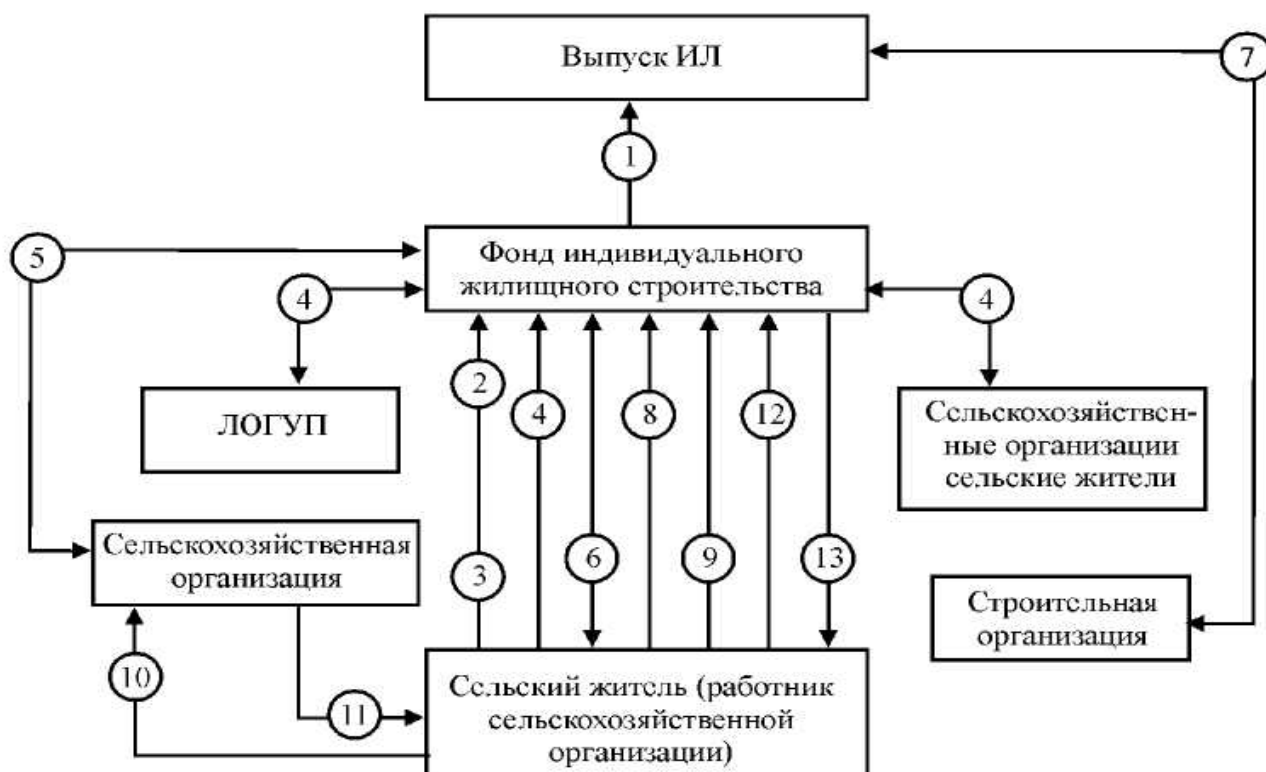 Выпуск ИЛ
7
1
5
Фонд индивидуального
жилищного строительства
4
4
2
4
8
12
ЛОГУП
Сельскохозяйствен-
ные организации
сельские жители
Сельскохозяйственная
организация
3
6
9
13
Строительная
организация
10
11
Сельский житель (работник
сельскохозяйственной
организации)